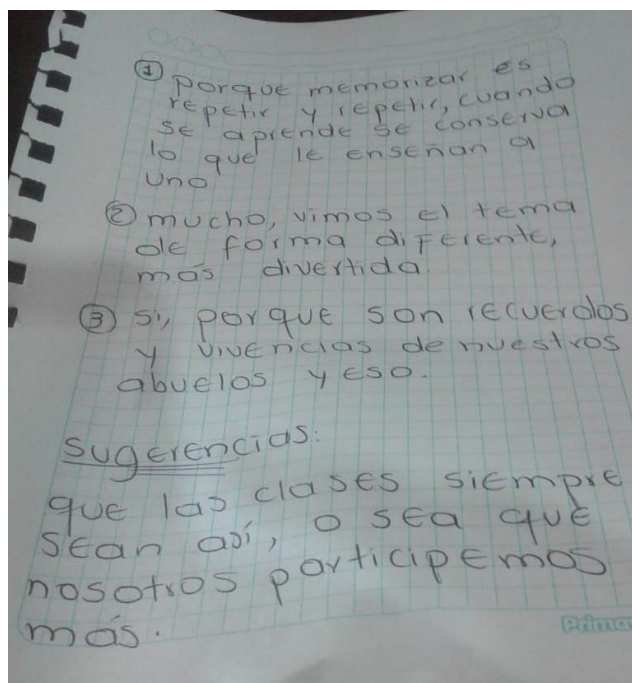 ① porque memorizar es
repetir y repetir, cuando
se aprende se conserva
lo que le enseñan a
uno
② mucho, vimos el tema
de forma diferente,
más divertida
③ si, porque son recuerdos
y vivencias de nuestros
abuelos y eso.
sugerencias:
que las clases siempre
sean así, o sea que
nosotros participemos
más.